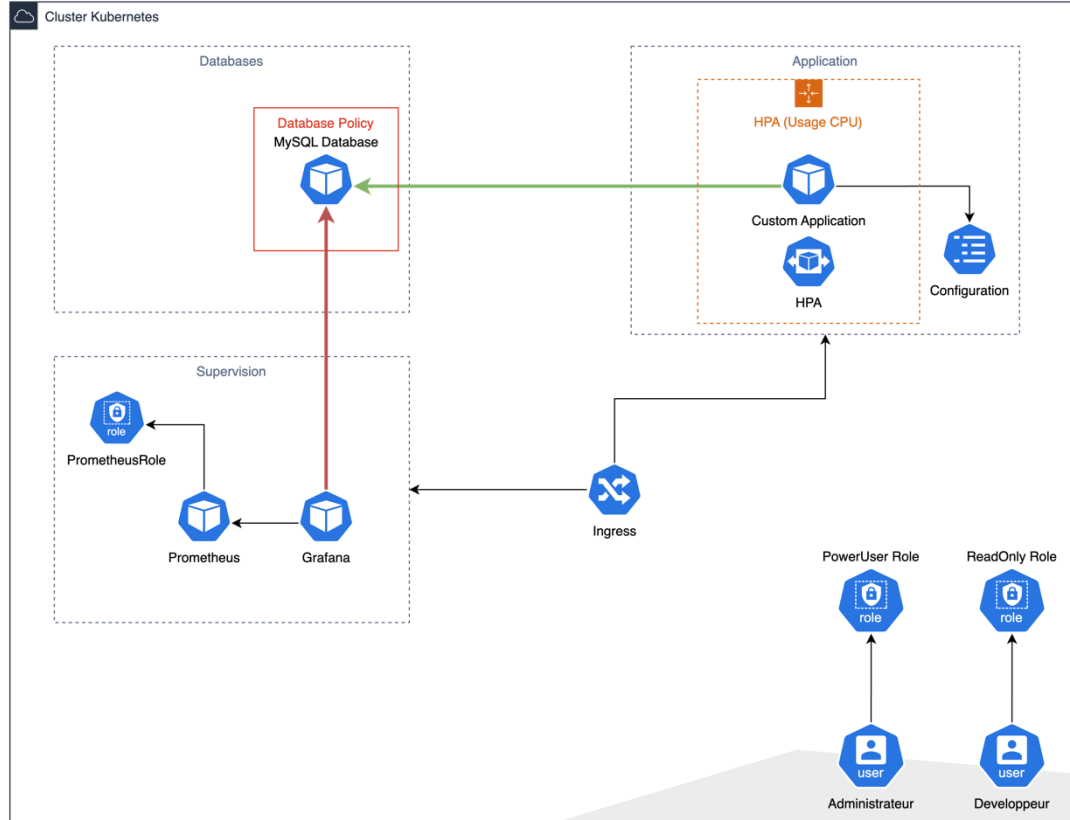 Cluster Kubernetes
Databases
Database Policy
MySQL Database
Application
HPA (Usage CPU)
Custom Application
HPA
Configuration
Supervision
role
PrometheusRole
Prometheus
Grafana
Ingress
PowerUser Role
role
ReadOnly Role
role
user
Administrateur
user
Developpeur